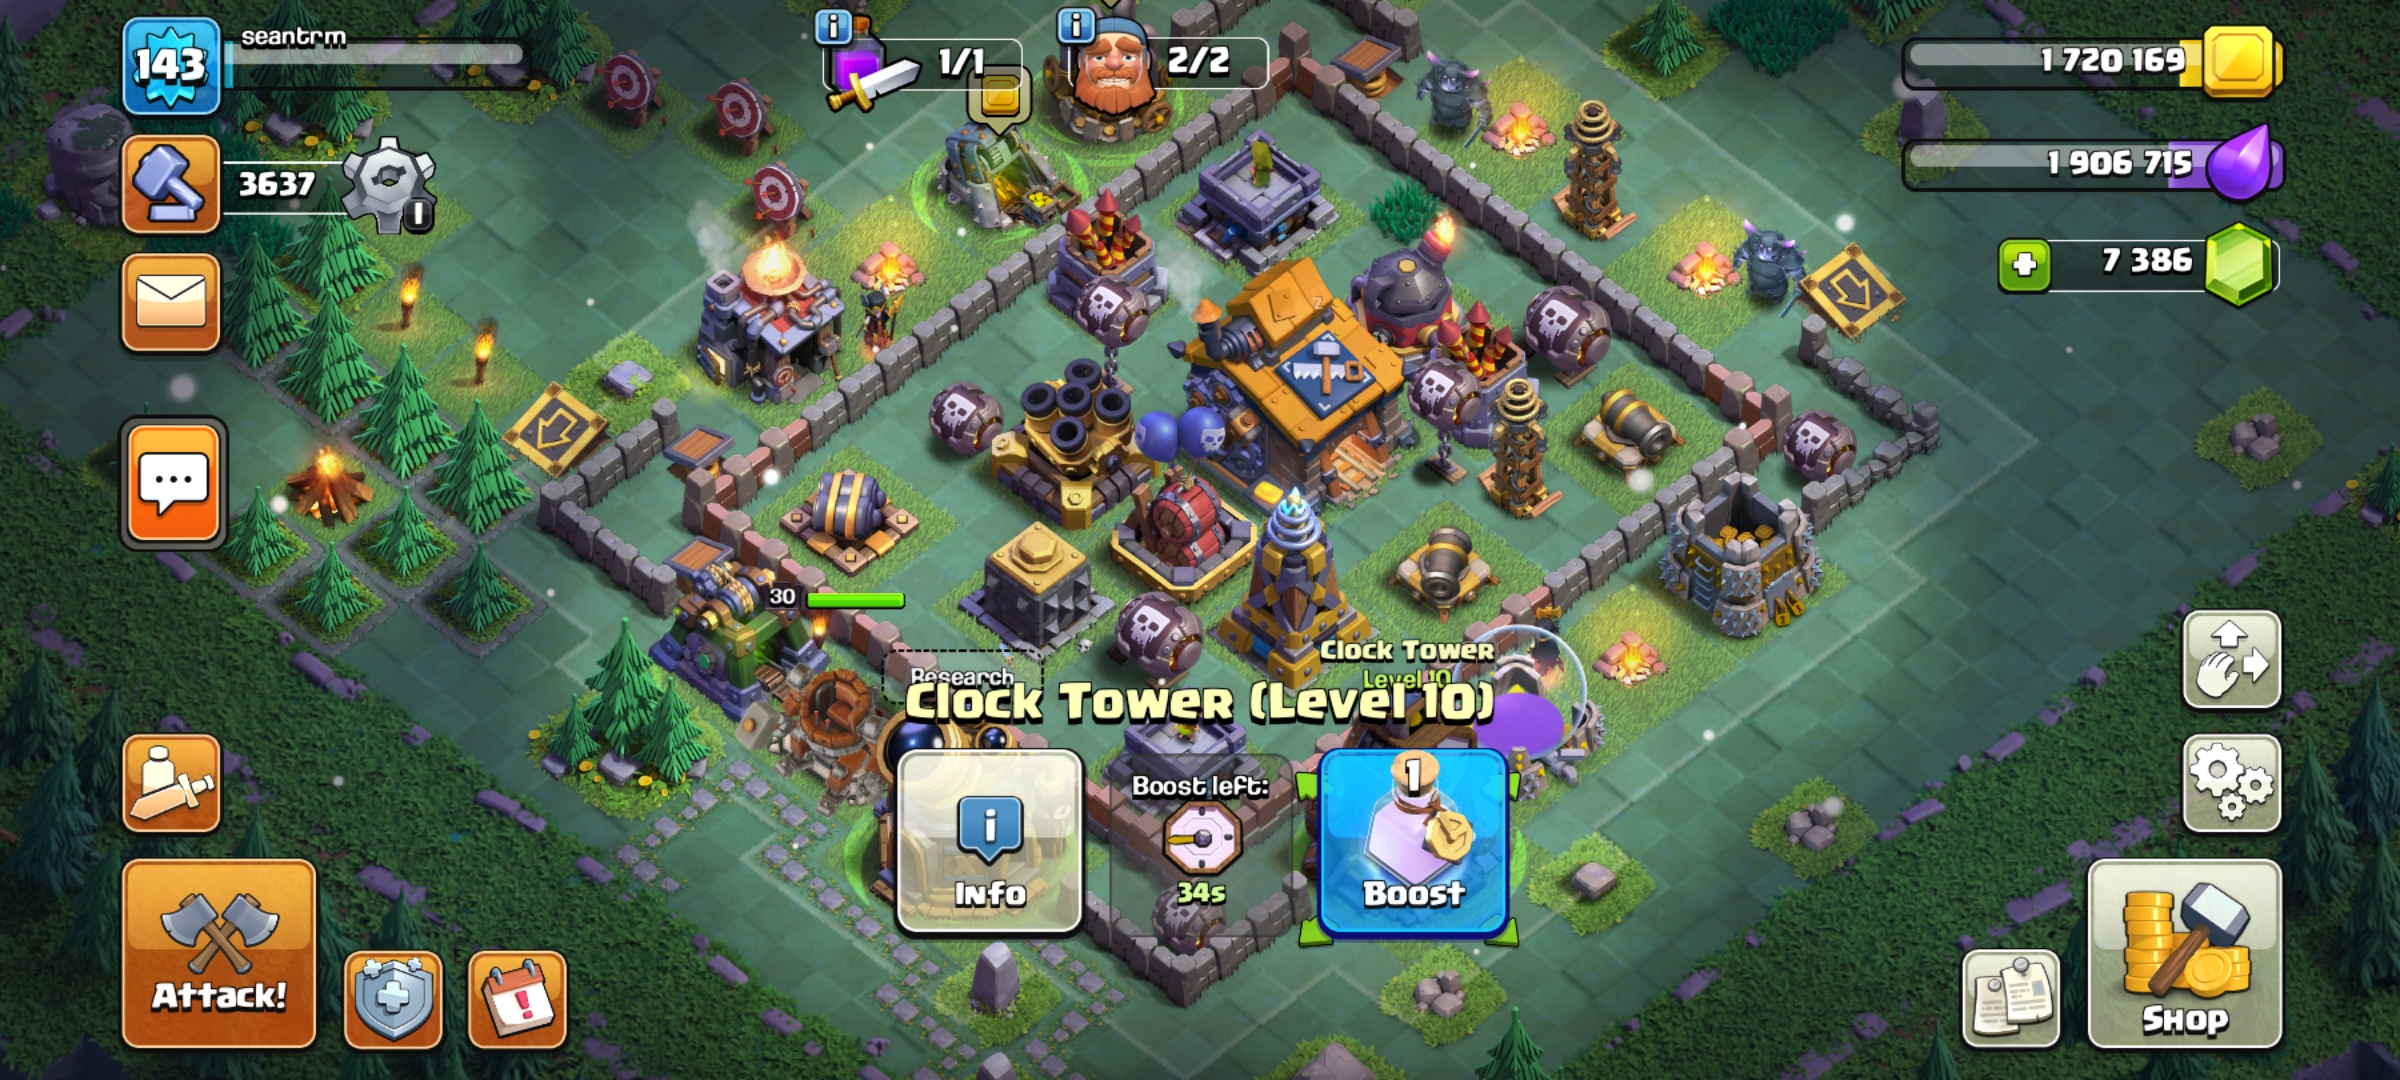 143
seantrm
1/1
2/2
1 720 169
3637
1 906 715
7 386
30
Clock Tower
Level 10
Research
Clock Tower (Level 10)
Boost left:
34s
1
Info
Boost
Attack!
Shop